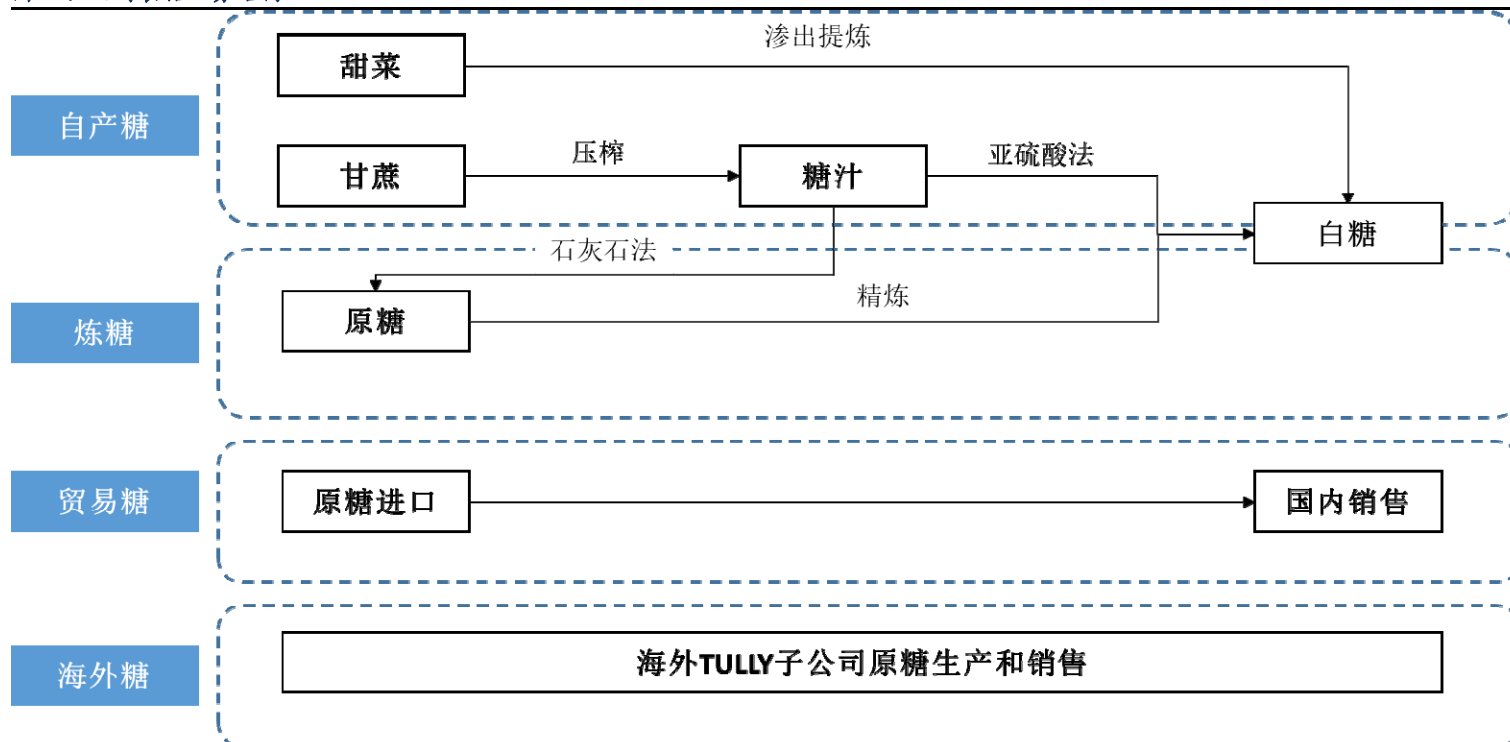 自产糖
甜菜
渗出提炼
甘蔗
压榨
糖汁
亚硫酸法
白糖
炼糖
石灰石法
原糖
精炼
贸易糖
原糖进口
国内销售
海外糖
海外TULLY子公司原糖生产和销售